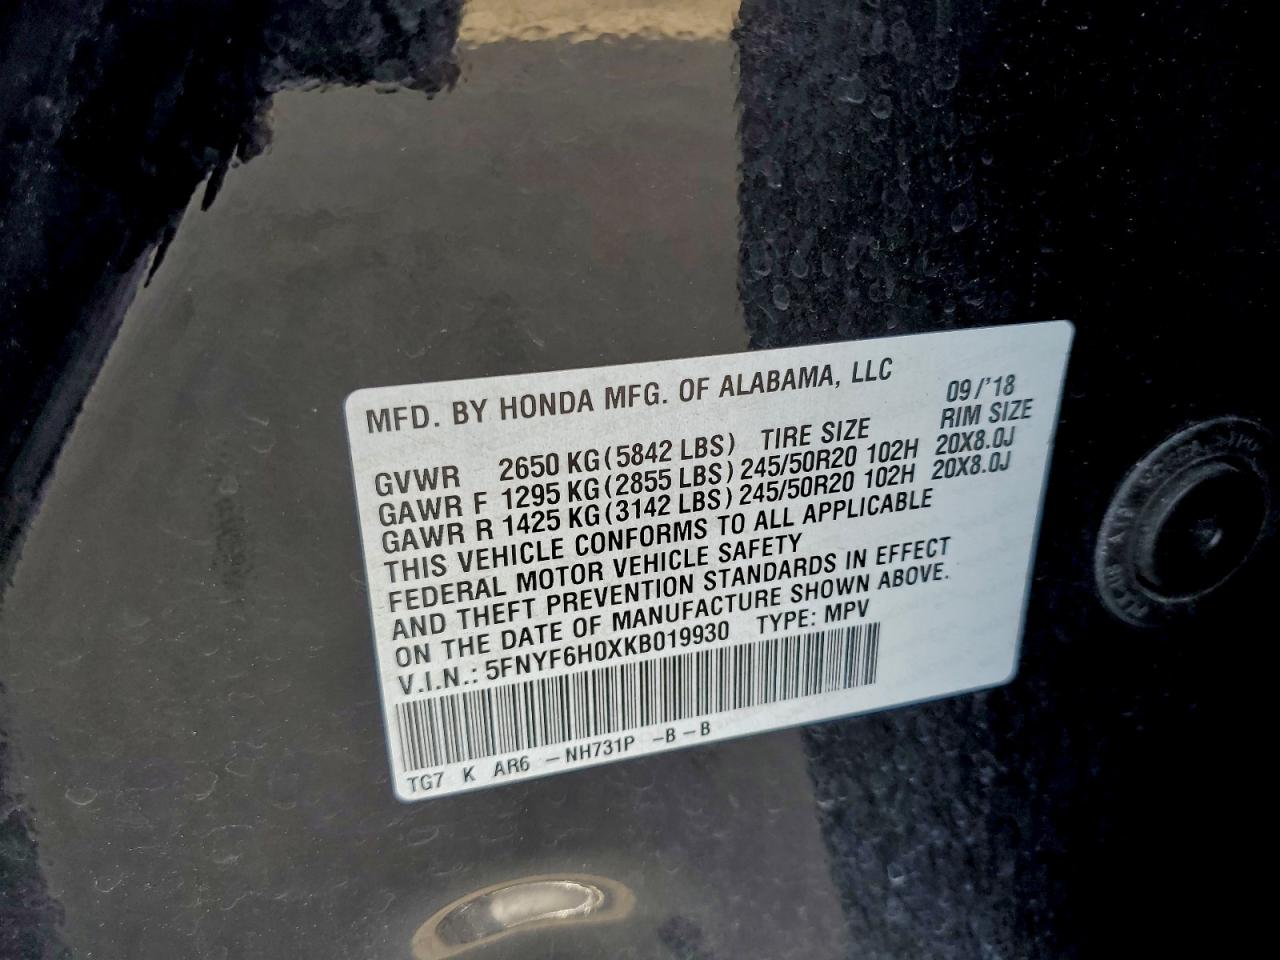 MFD. BY HONDA MFG. OF ALABAMA, LLC 09/'18
GVWR 2650 KG (5842 LBS) TIRE SIZE RIM SIZE
GAWR F 1295 KG (2855 LBS) 245/50R20 102H 20X8.0J
GAWR R 1425 KG (3142 LBS) 245/50R20 102H 20X8.0J
THIS VEHICLE CONFORMS TO ALL APPLICABLE
FEDERAL MOTOR VEHICLE SAFETY
AND THEFT PREVENTION STANDARDS IN EFFECT
ON THE DATE OF MANUFACTURE SHOWN ABOVE.
V.I.N.: 5FNYF6H0XKB019930 TYPE: MPV
TG7 K AR6 -NH731P -B-B